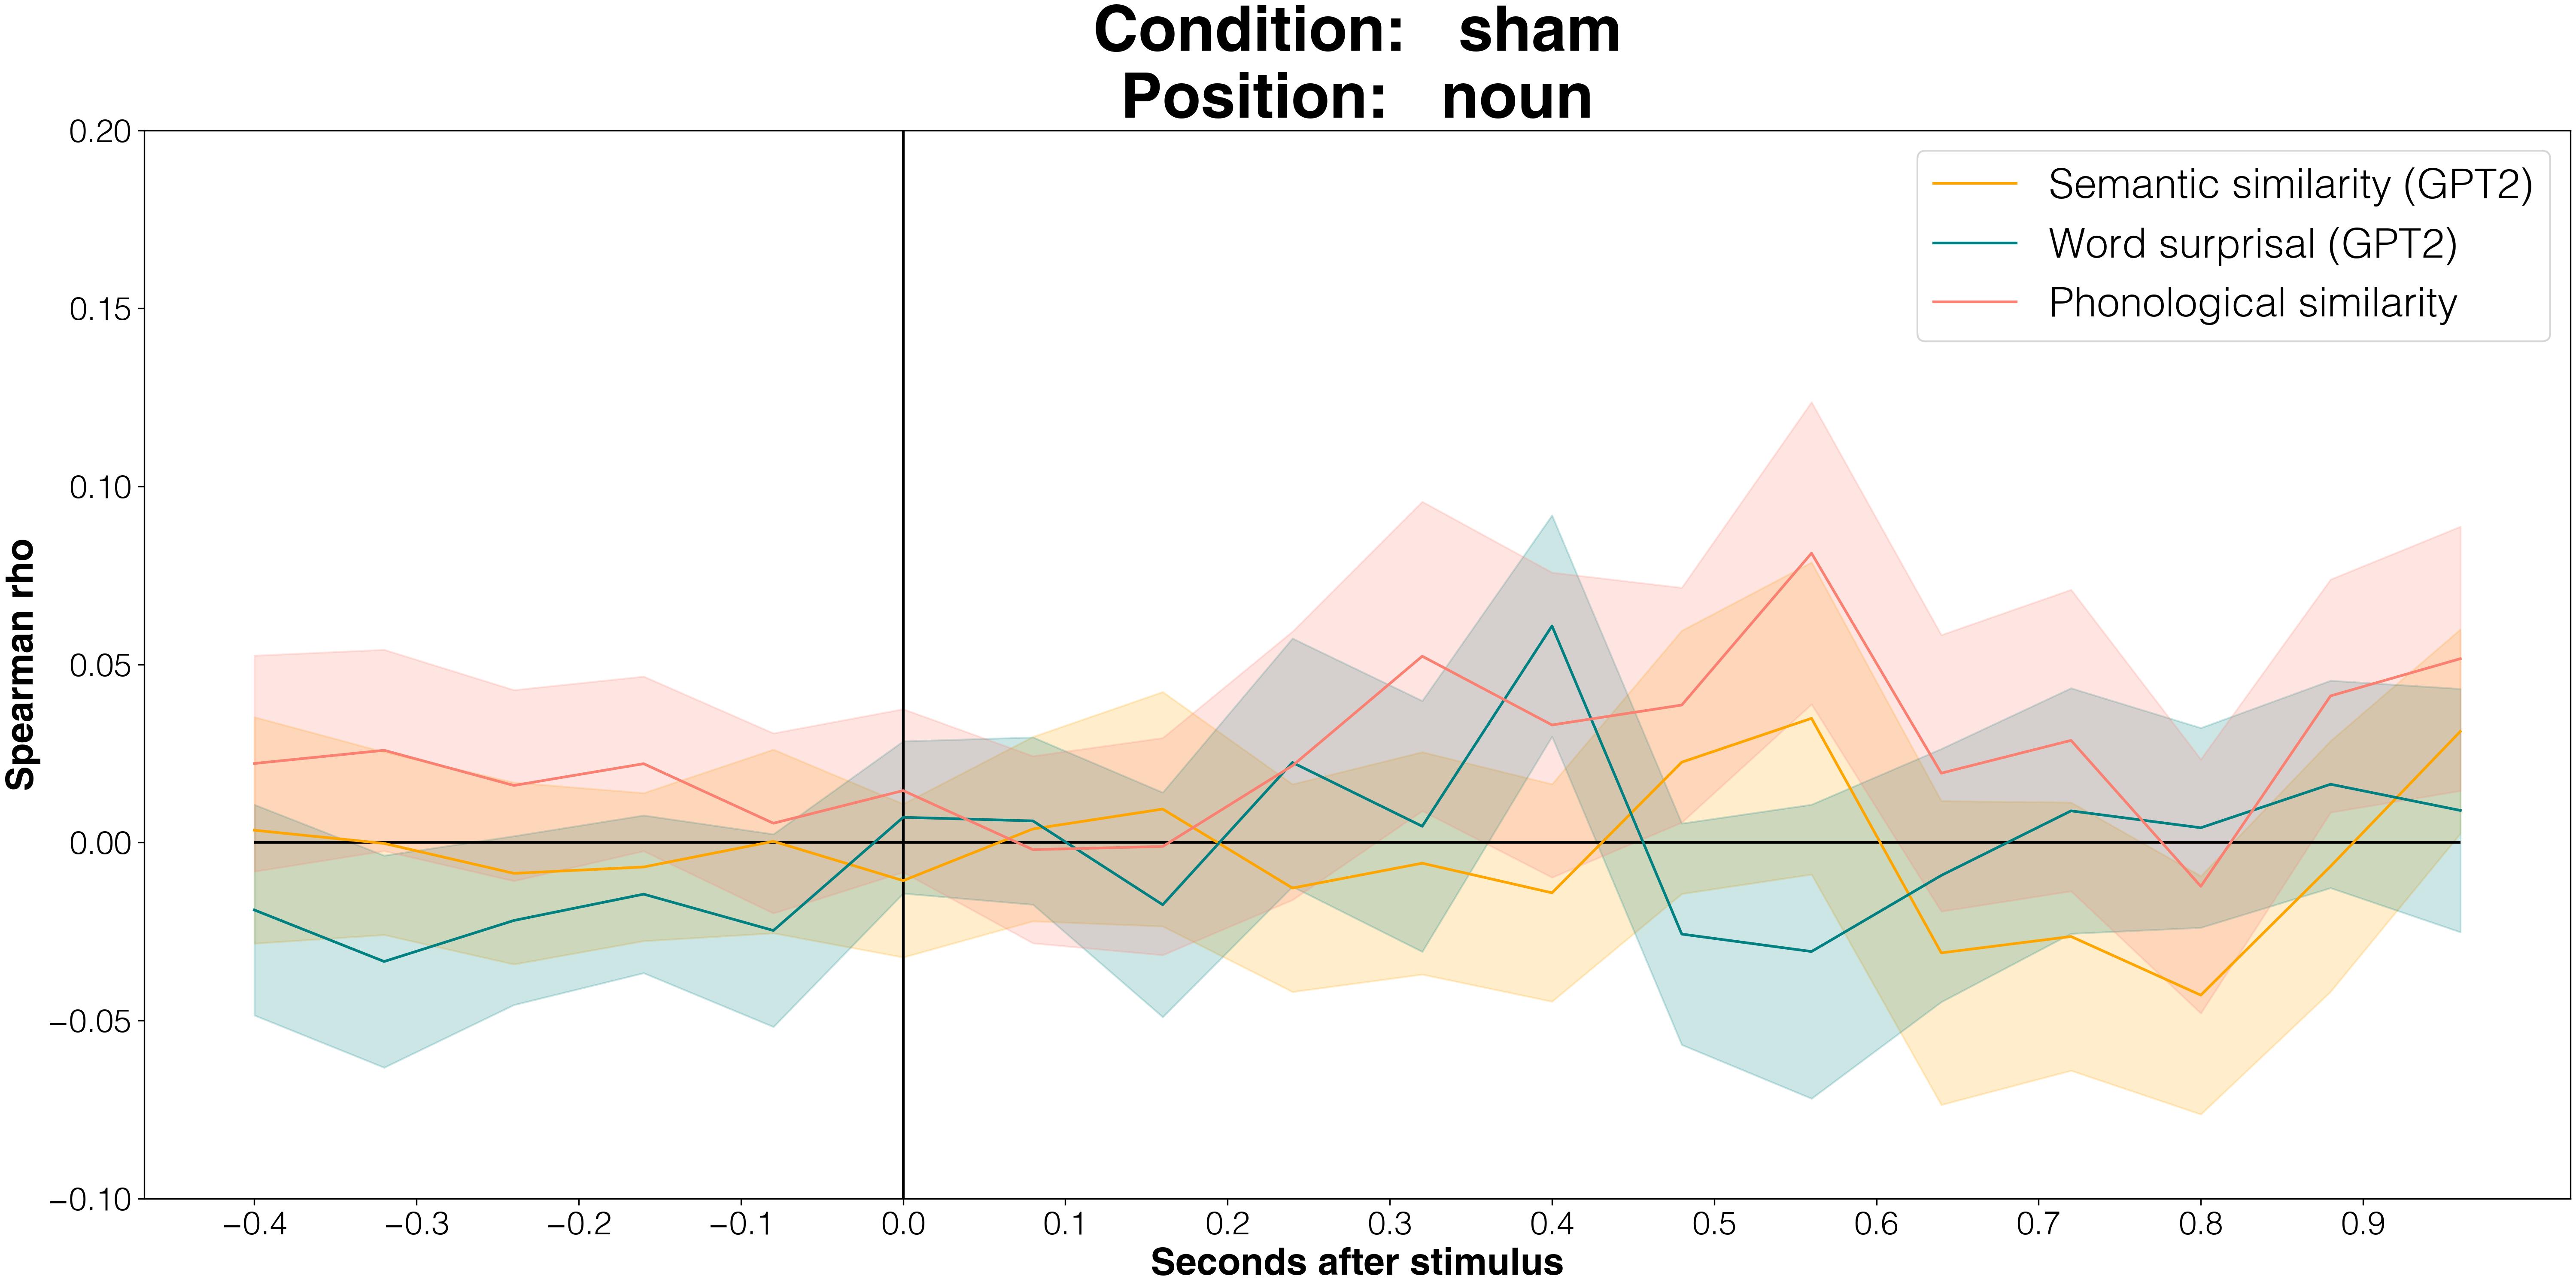 Condition: sham
Position: noun
0.20
0.15
0.10
0.05
0.00
−0.05
−0.10
Spearman rho
Semantic similarity (GPT2)
Word surprisal (GPT2)
Phonological similarity
−0.4 −0.3 −0.2 −0.1 0.0 0.1 0.2 0.3 0.4 0.5 0.6 0.7 0.8 0.9
Seconds after stimulus